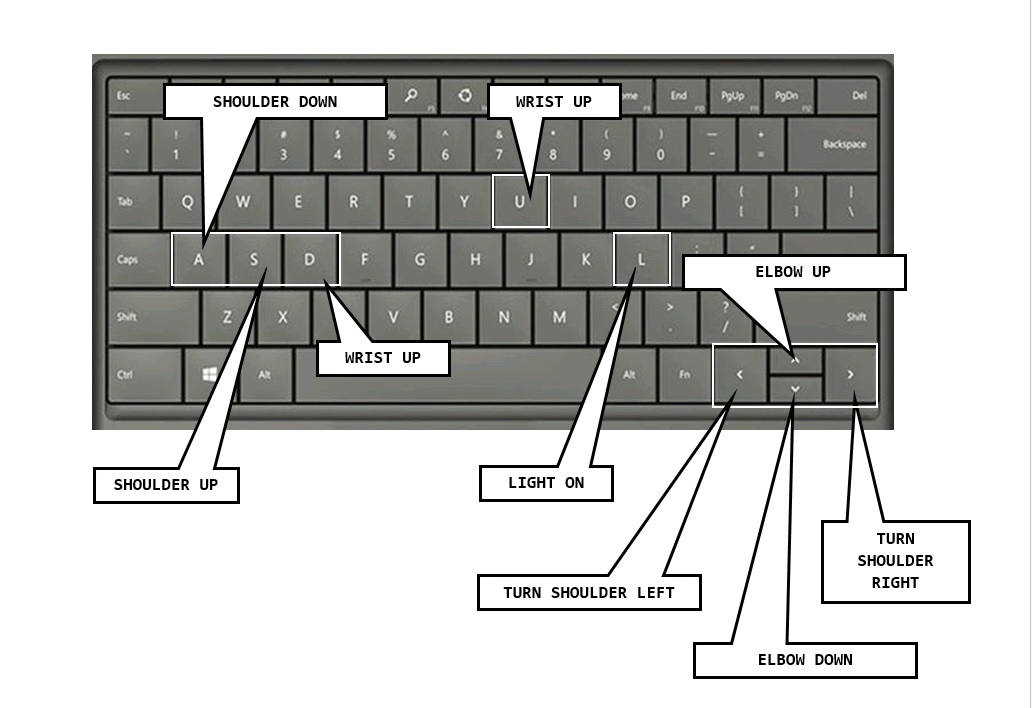 SHOULDER DOWN
WRIST UP
Esc
ome
End
PgUp
PgDn
Del
~ `
! 1
# 3
$ 4
% 5
^ 6
& 7
* 8
( 9
) 0
— -
+ =
Backspace
Tab Q W E R T Y U I O P { [ } ] | \
Caps A S D F G H J K L
ELBOW UP
Shift Z X V B N M < > . ? / Shift
WRIST UP
Ctrl Alt Alt Fn < ^ v >
SHOULDER UP
LIGHT ON
TURN
SHOULDER
RIGHT
TURN SHOULDER LEFT
ELBOW DOWN